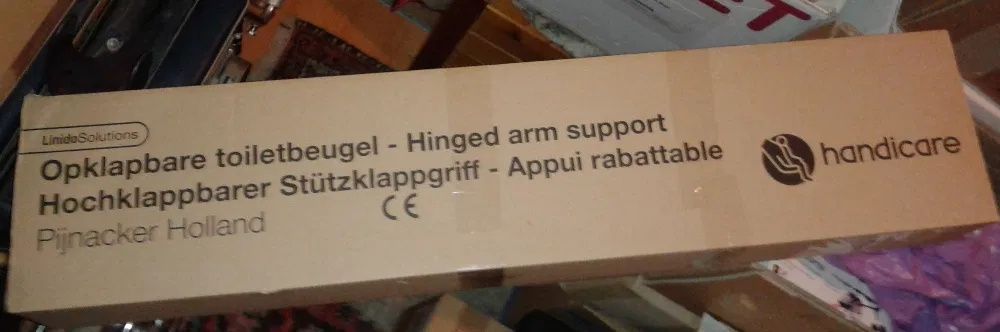 LinidoSolutions
Opklapbare toiletbeugel - Hinged arm support
Hochklappbarer Stützklappgriff - Appui rabattable
Pijnacker Holland
CE
handicare